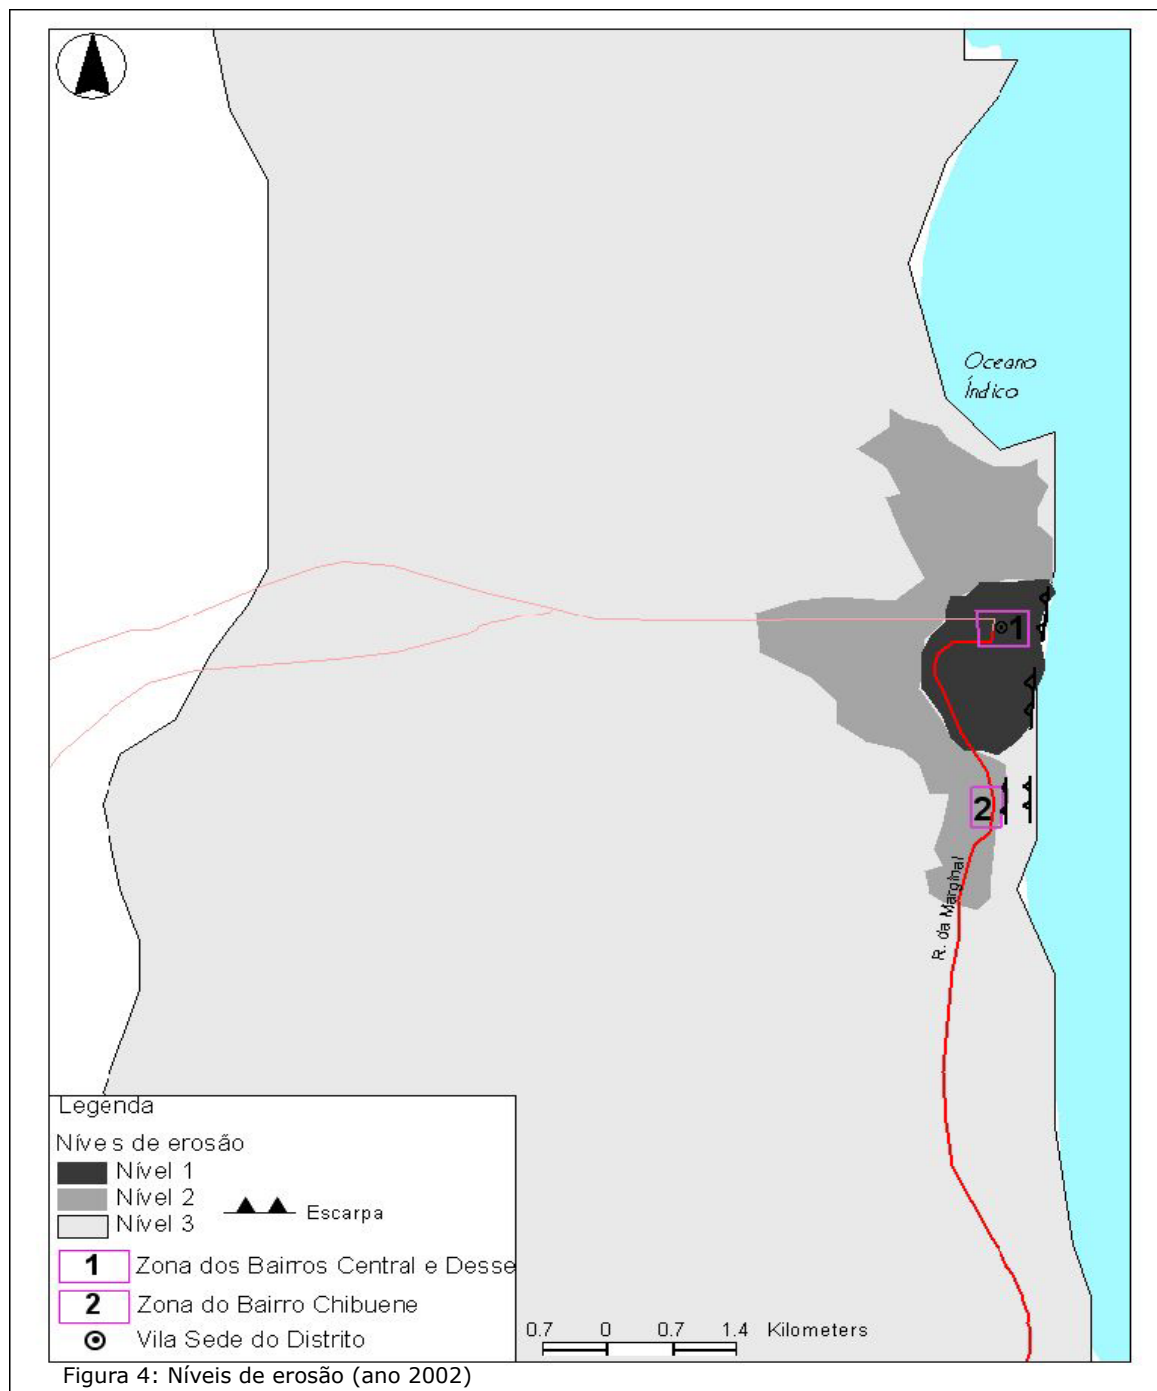 Oceano
Índico
1
2
R. da Marginal
Legenda
Níves de erosão
Nível 1
Nível 2
Nível 3
Escarpa
1 Zona dos Bairros Central e Desse
2 Zona do Bairro Chibuene
Vila Sede do Distrito
0.7 0 0.7 1.4 Kilometers
Figura 4: Níveis de erosão (ano 2002)